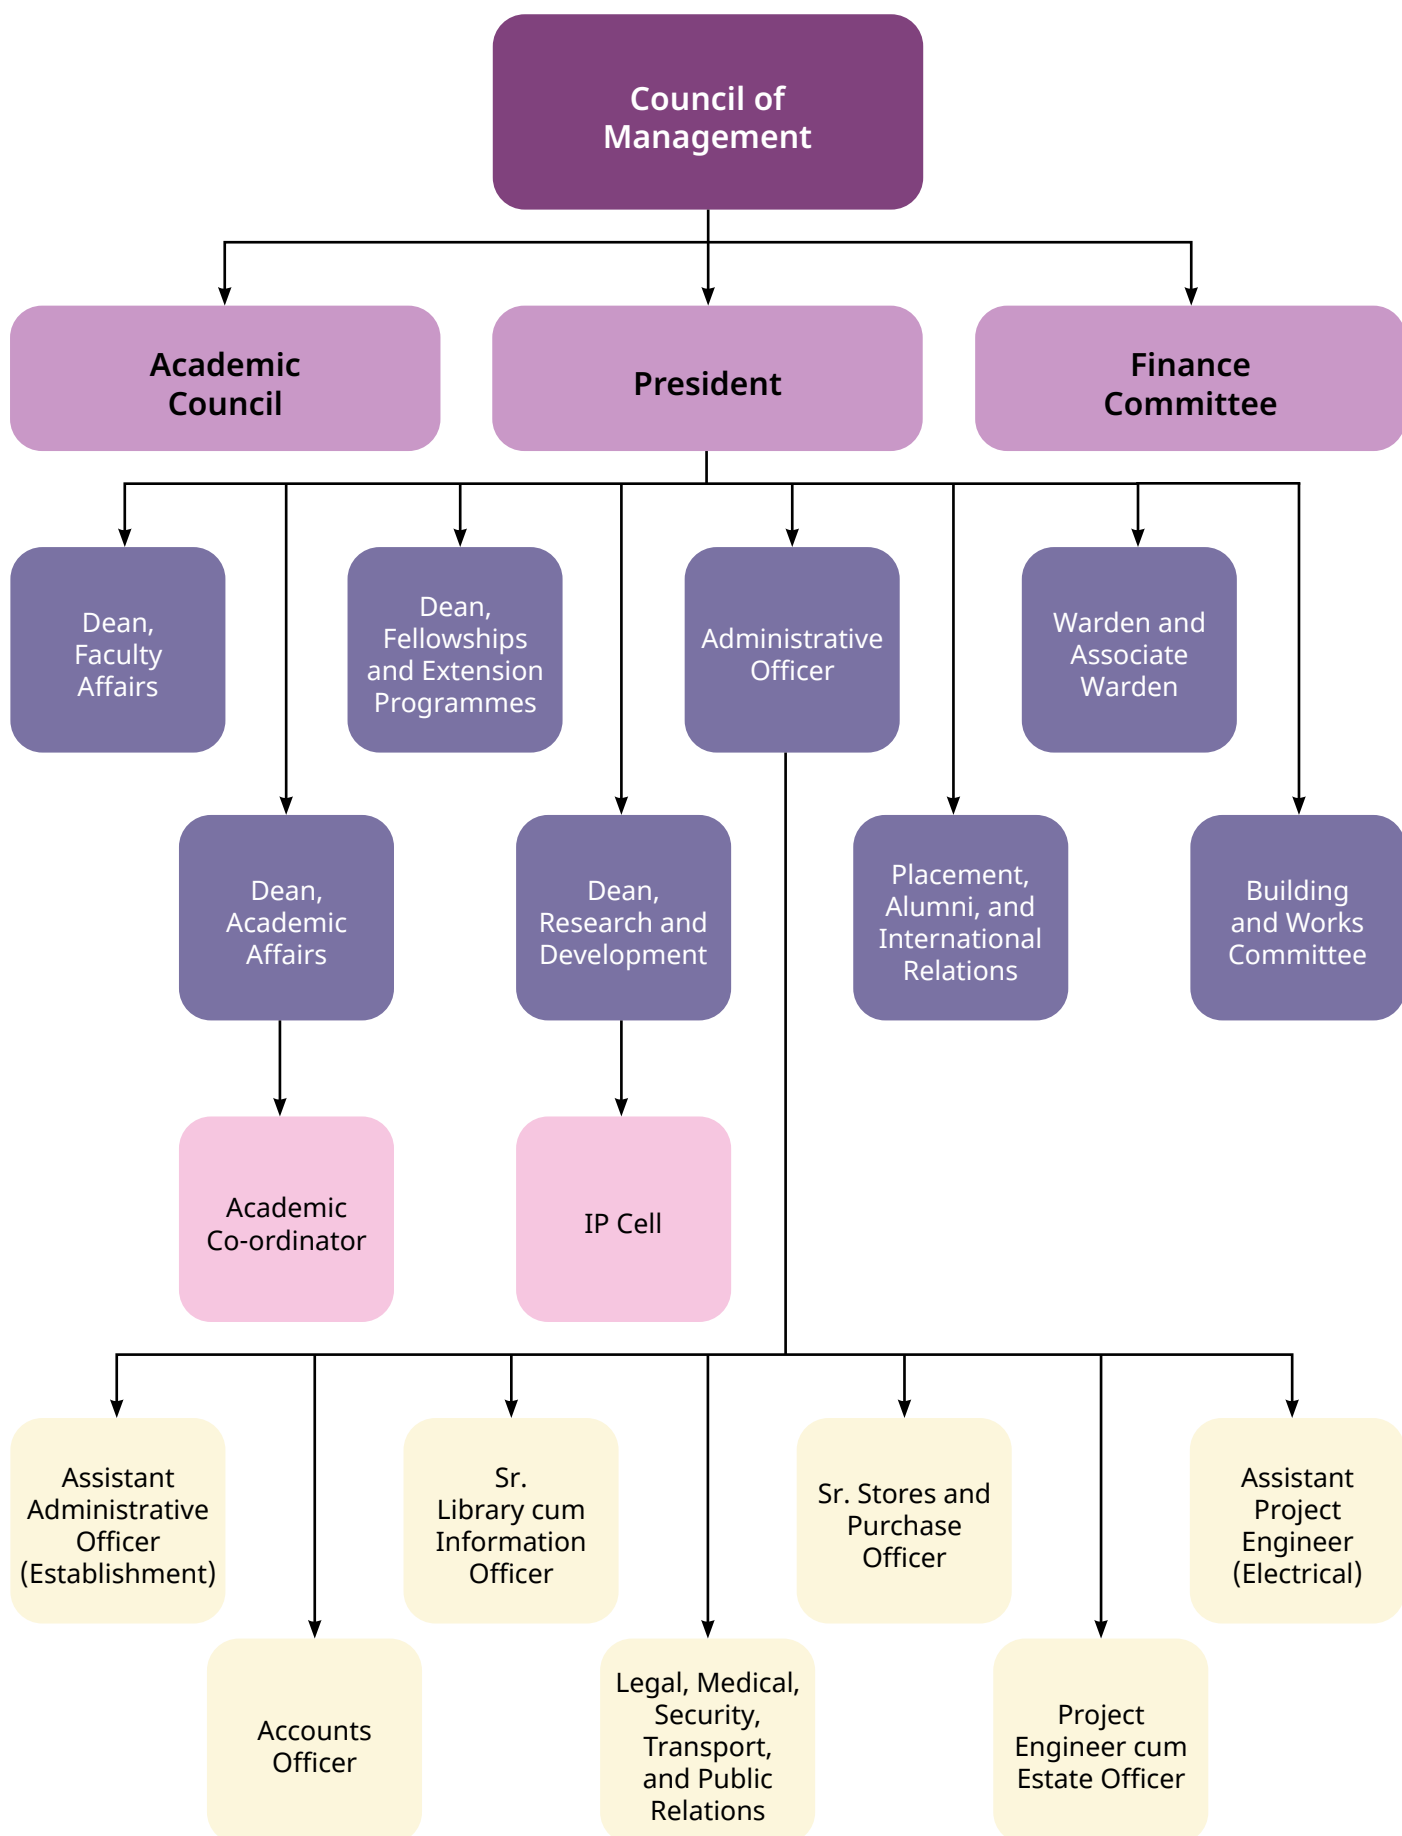 Council of
Management
Academic
Council
President
Finance
Committee
Dean,
Faculty
Affairs
Dean,
Fellowships
and Extension
Programmes
Administrative
Officer
Warden and
Associate
Warden
Dean,
Academic
Affairs
Dean,
Research and
Development
Placement,
Alumni, and
International
Relations
Building
and Works
Committee
Academic
Co-ordinator
IP Cell
Assistant
Administrative
Officer
(Establishment)
Sr.
Library cum
Information
Officer
Sr. Stores and
Purchase
Officer
Assistant
Project
Engineer
(Electrical)
Accounts
Officer
Legal, Medical,
Security,
Transport,
and Public
Relations
Project
Engineer cum
Estate Officer